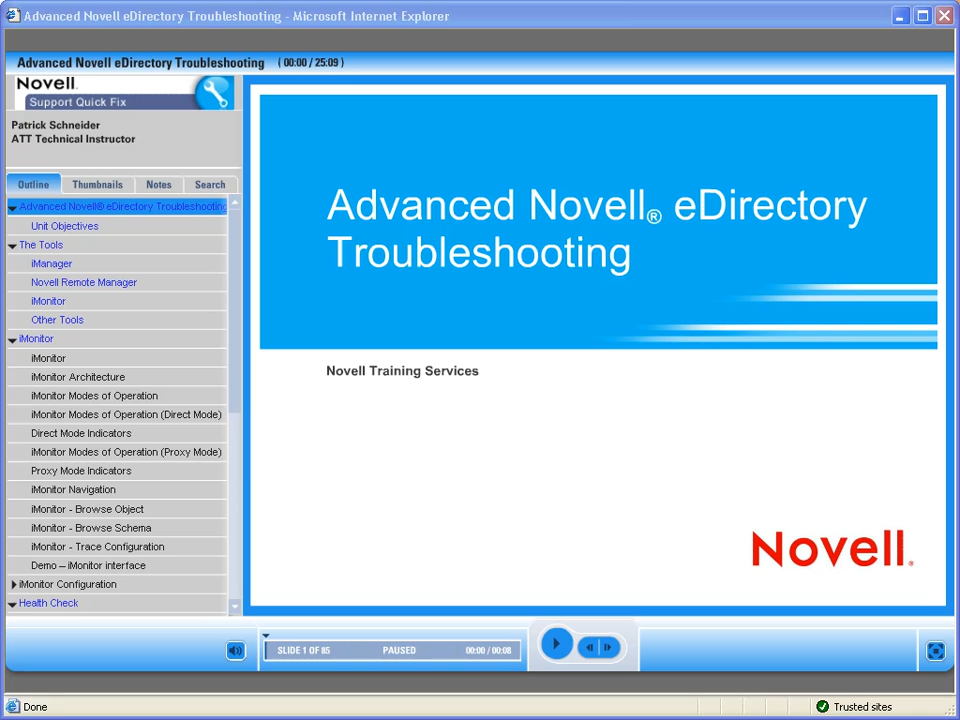 Advanced Novell eDirectory Troubleshooting - Microsoft Internet Explorer
Advanced Novell eDirectory Troubleshooting ( 00:00 / 25:09 )
Novell.
Support Quick Fix
Patrick Schneider
ATT Technical Instructor
Outline Thumbnails Notes Search
Advanced Novell® eDirectory Troubleshooting
Unit Objectives
The Tools
iManager
Novell Remote Manager
iMonitor
Other Tools
iMonitor
iMonitor
iMonitor Architecture
iMonitor Modes of Operation
iMonitor Modes of Operation (Direct Mode)
Direct Mode Indicators
iMonitor Modes of Operation (Proxy Mode)
Proxy Mode Indicators
iMonitor Navigation
iMonitor - Browse Object
iMonitor - Browse Schema
iMonitor - Trace Configuration
Demo – iMonitor interface
iMonitor Configuration
Health Check
Advanced Novell® eDirectory
Troubleshooting
Novell Training Services
Novell®
SLIDE 1 OF 85 PAUSED 00:00 / 00:08
Done Trusted sites